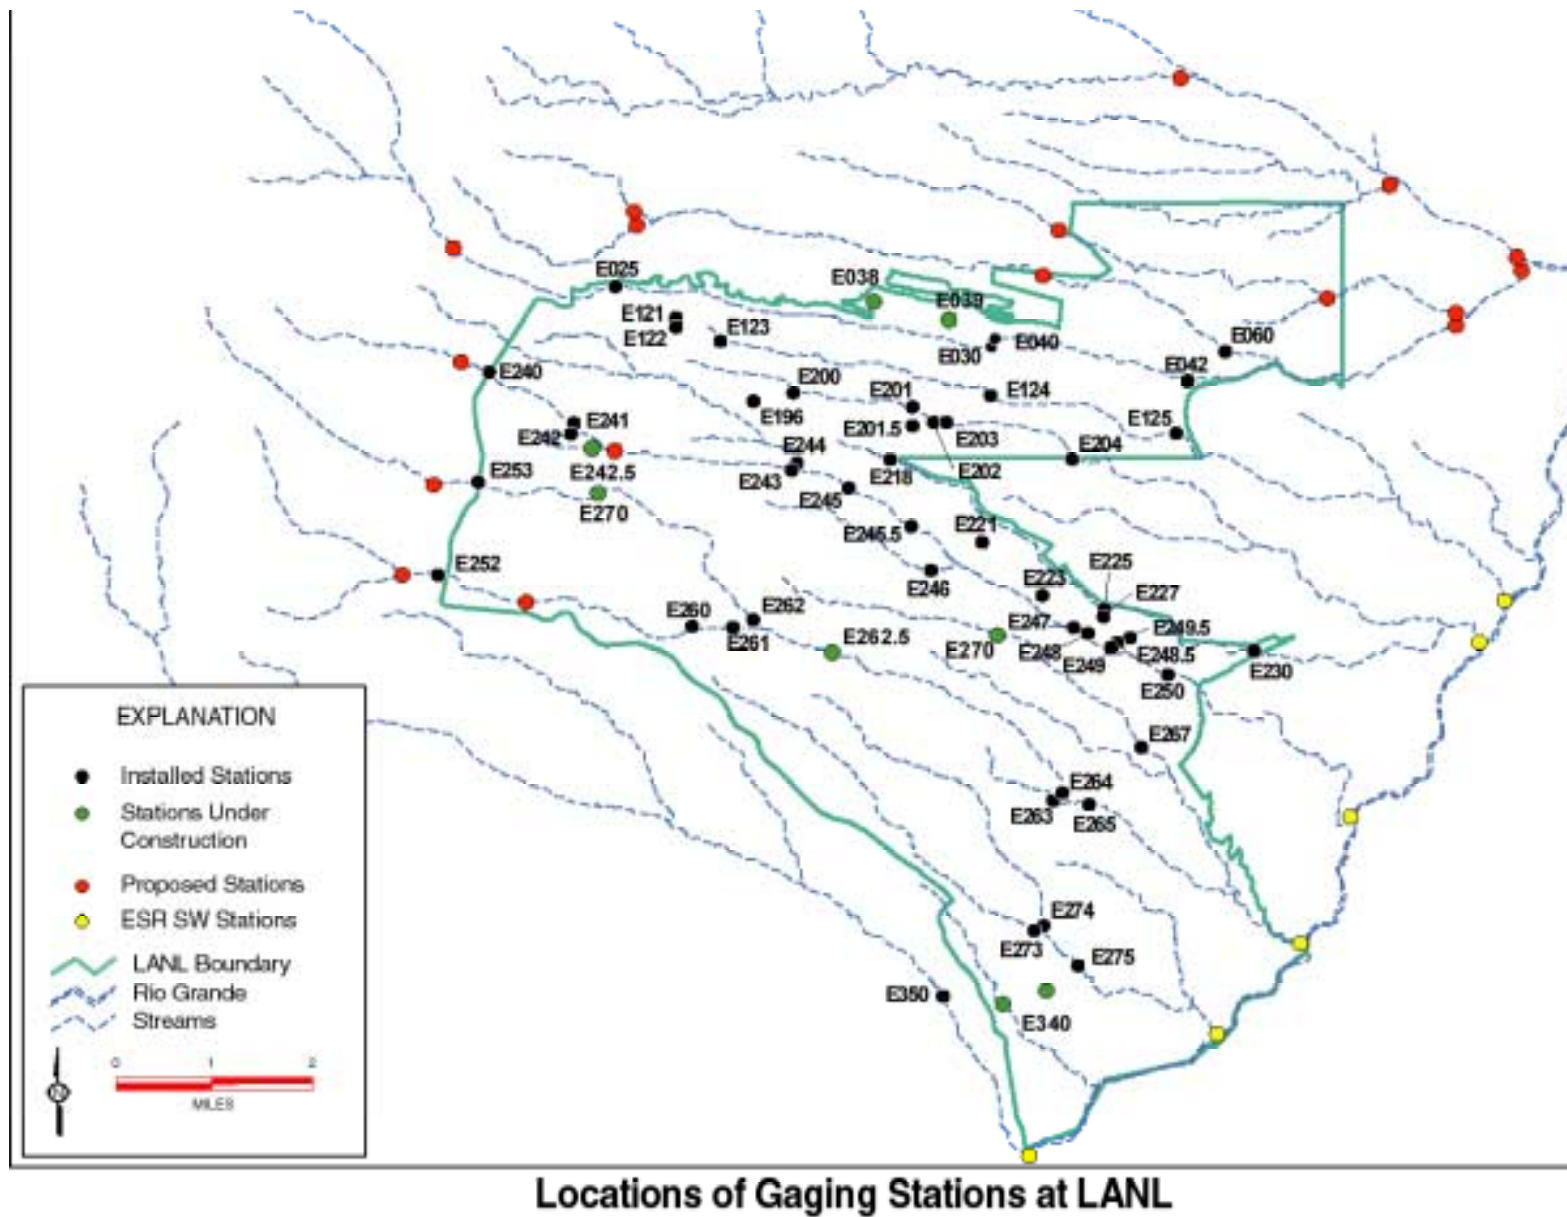 E025
E038
E039
E121
E122
E123
E030
E040
E060
E042
E240
E200
E196
E201
E124
E201.5
E203
E125
E241
E242
E244
E204
E242.5
E243
E218
E202
E253
E245
E270
E245.5
E221
E246
E252
E223
E225
E227
E260
E262
E247
E249.5
E261
E262.5
E270
E248
E249
E248.5
E230
E250
E267
E264
E263
E265
E274
E273
E275
E350
E340
EXPLANATION
Installed Stations
Stations Under
Construction
Proposed Stations
ESR SW Stations
LANL Boundary
Rio Grande
Streams
0 1 2
MILES
N
Locations of Gaging Stations at LANL